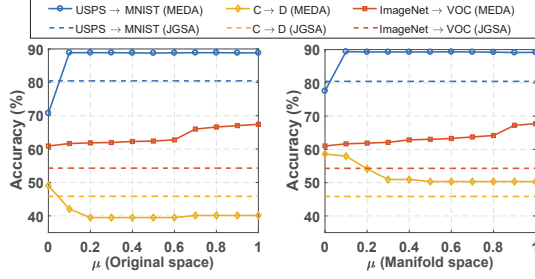 USPS → MNIST (MEDA) C → D (MEDA) ImageNet → VOC (MEDA)
USPS → MNIST (JGSA) C → D (JGSA) ImageNet → VOC (JGSA)
Accuracy (%)
90
80
70
60
50
40
0 0.2 0.4 0.6 0.8 1
μ (Original space)
Accuracy (%)
90
80
70
60
50
40
0 0.2 0.4 0.6 0.8 1
μ (Manifold space)